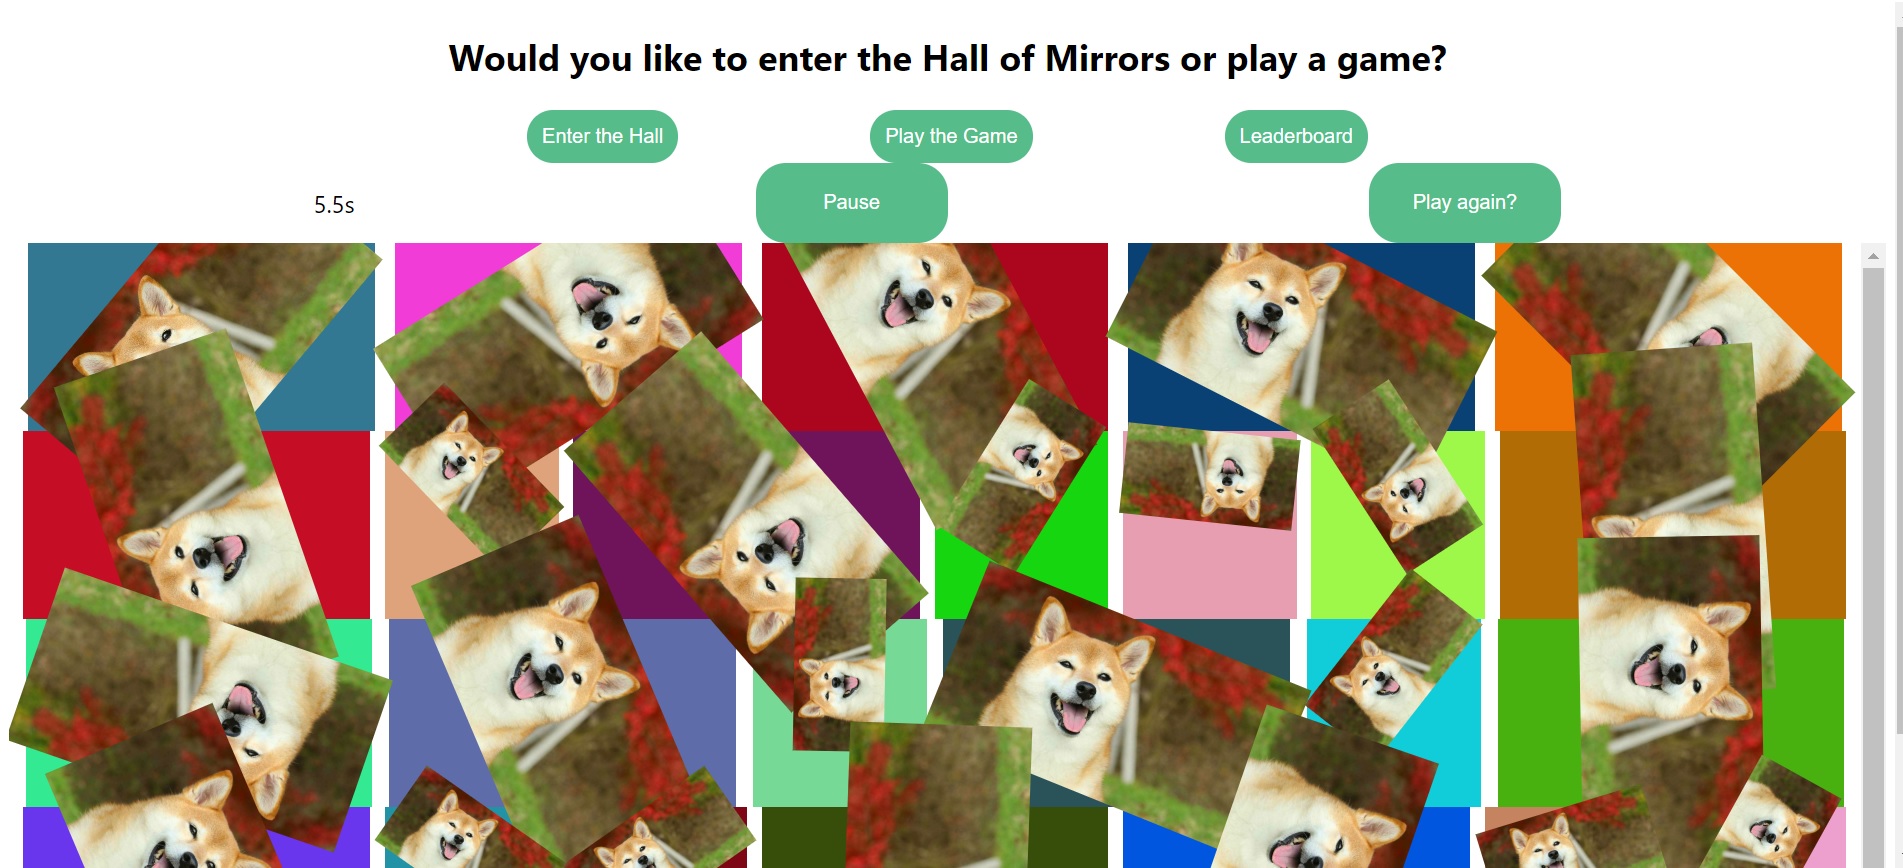 Would you like to enter the Hall of Mirrors or play a game?
Enter the Hall
Play the Game
Leaderboard
5.5s
Pause
Play again?